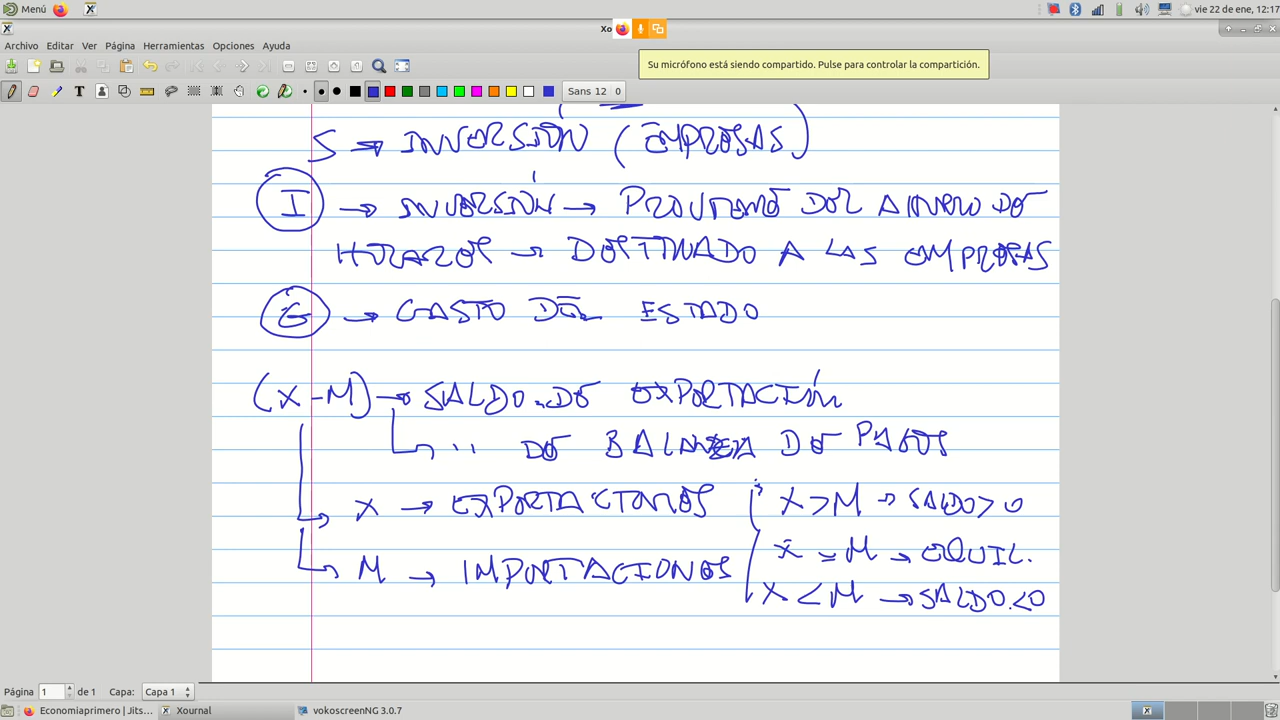 Menú
vie 22 de ene, 12:17
Xo
Archivo Editar Ver Página Herramientas Opciones Ayuda
Su micrófono está siendo compartido. Pulse para controlar la compartición.
Sans 12 0
S → INVERSIÓN (EMPRESAS)
I → INVERSIÓN → PROVIENE DEL AHORRO DE
HOGARES → DESTINADO A LAS EMPRESAS
G → GASTO DEL ESTADO
(X-M) → SALDO DE EXPORTACIÓN
" DE BALANZA DE PAGOS
X → EXPORTACIONES X>M → SALDO>0
X=M → EQUIL.
M → IMPORTACIONES X<M → SALDO<0
Página 1 de 1 Capa: Capa 1
Economiaprimero | Jits... Xournal vokoscreenNG 3.0.7